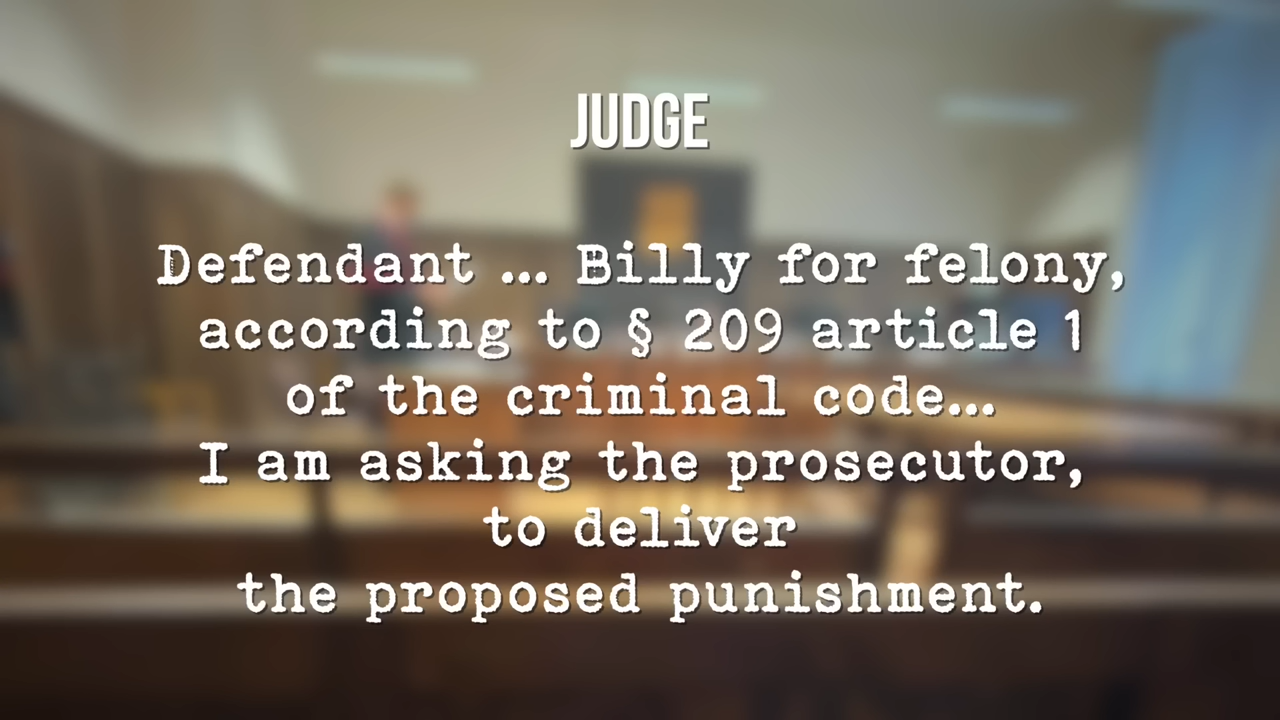 JUDGE
Defendant ... Billy for felony,
according to § 209 article 1
of the criminal code...
I am asking the prosecutor,
to deliver
the proposed punishment.